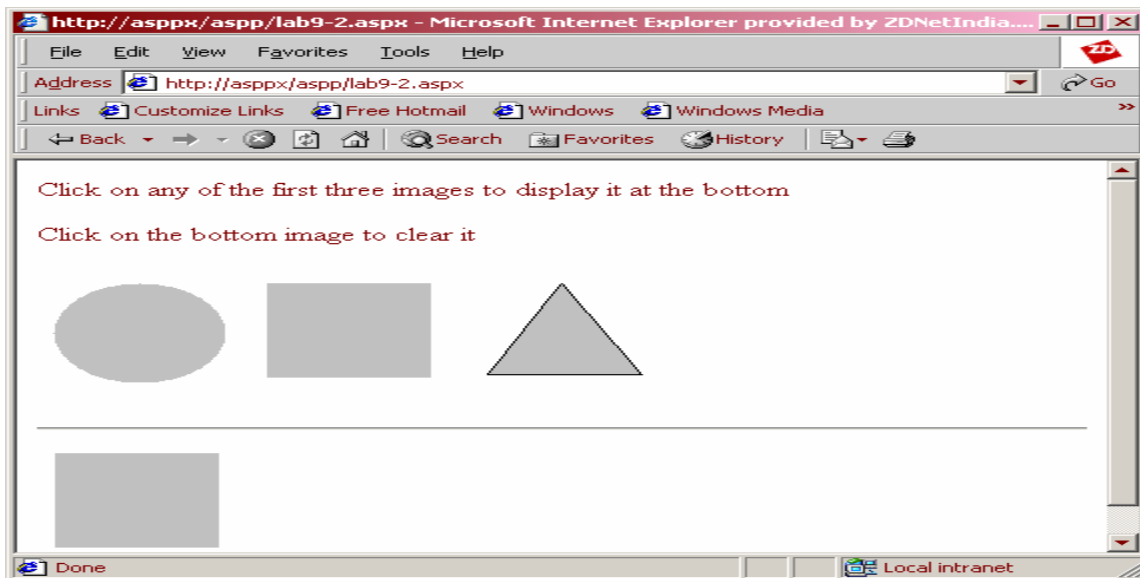 http://asppx/aspp/lab9-2.aspx - Microsoft Internet Explorer provided by ZDNetIndia....
File Edit View Favorites Tools Help
ZD
Address http://asppx/aspp/lab9-2.aspx Go
Links Customize Links Free Hotmail Windows Windows Media »
Back Search Favorites History
Click on any of the first three images to display it at the bottom
Click on the bottom image to clear it
Done Local intranet